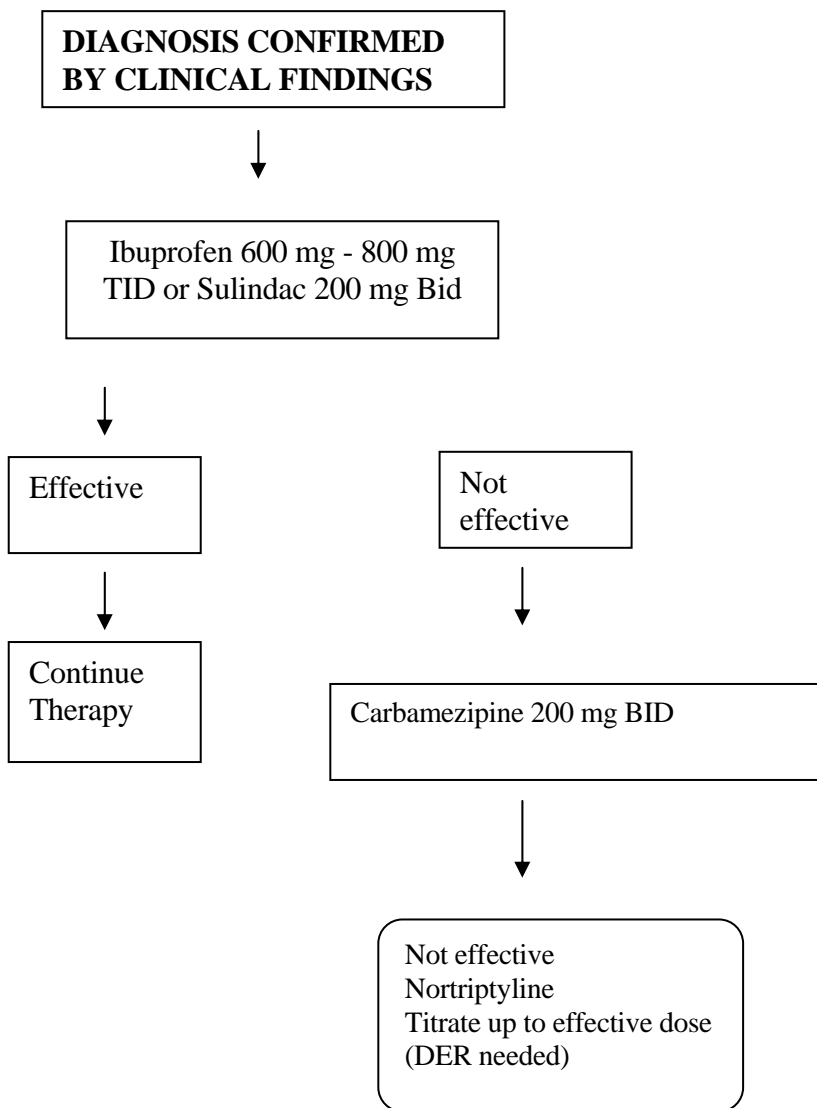 DIAGNOSIS CONFIRMED
BY CLINICAL FINDINGS
Ibuprofen 600 mg - 800 mg
TID or Sulindac 200 mg Bid
Effective
Not
effective
Continue
Therapy
Carbamezipine 200 mg BID
Not effective
Nortriptyline
Titrate up to effective dose
(DER needed)